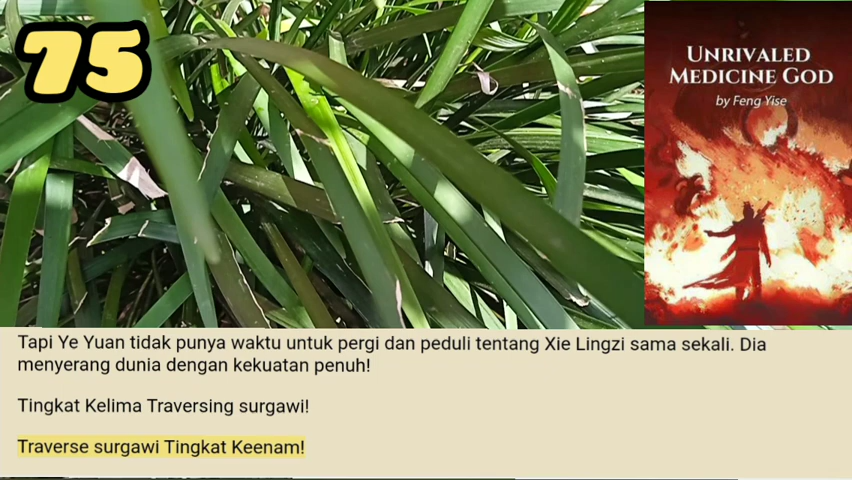 75
UNRIVALED
MEDICINE GOD
by Feng Yise
Tapi Ye Yuan tidak punya waktu untuk pergi dan peduli tentang Xie Lingzi sama sekali. Dia
menyerang dunia dengan kekuatan penuh!
Tingkat Kelima Traversing surgawi!
Traverse surgawi Tingkat Keenam!